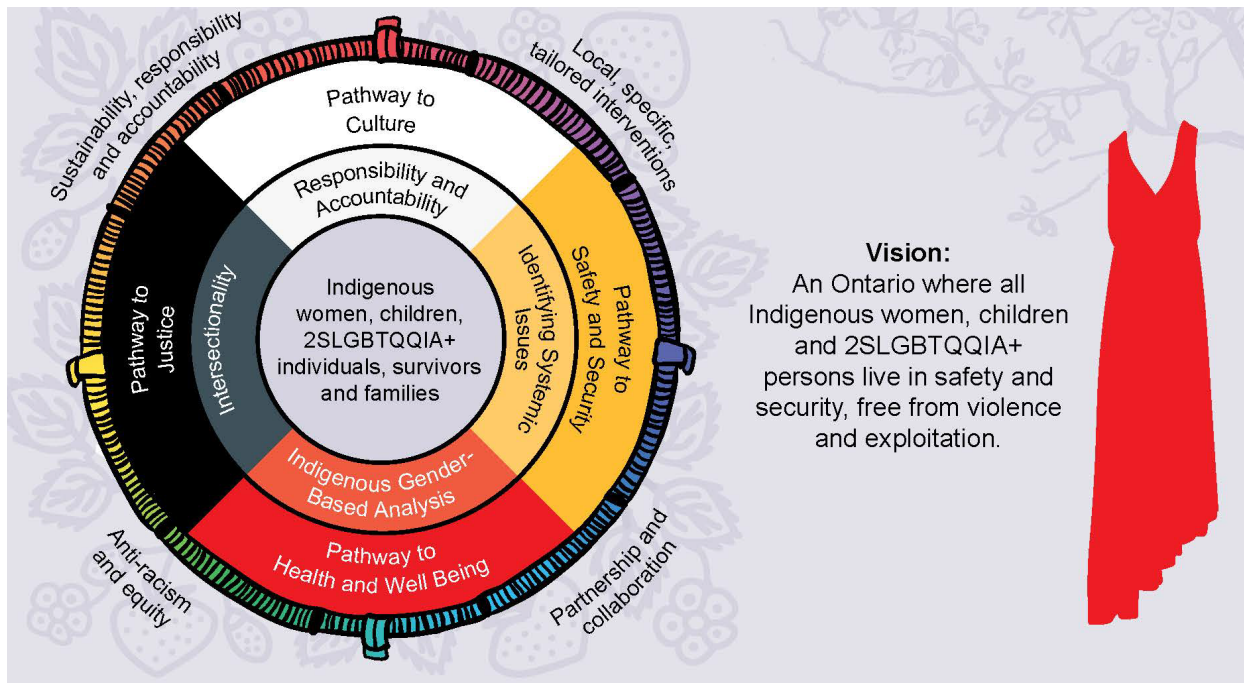 Sustainability, responsibility
and accountability
Local, specific,
tailored interventions
Pathway to
Culture
Responsibility and
Accountability
Pathway to
Justice
Intersectionality
Indigenous
women, children,
2SLGBTQQIA+
individuals, survivors
and families
Identifying Systemic
Issues
Pathway to
Safety and Security
Indigenous Gender-
Based Analysis
Pathway to
Health and Well Being
Anti-racism
and equity
Partnership and
collaboration
Vision:
An Ontario where all
Indigenous women, children
and 2SLGBTQQIA+
persons live in safety and
security, free from violence
and exploitation.